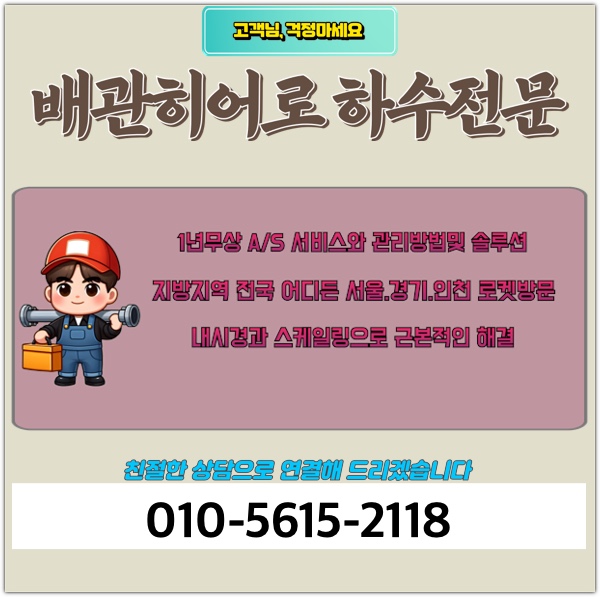 고객님, 걱정마세요
배관히어로 하수전문
1년무상 A/S 서비스와 관리방법및 솔루션
지방지역 전국 어디든 서울.경기.인천 로켓방문
내시경과 스케일링으로 근본적인 해결
친절한 상담으로 연결해 드리겠습니다
010-5615-2118